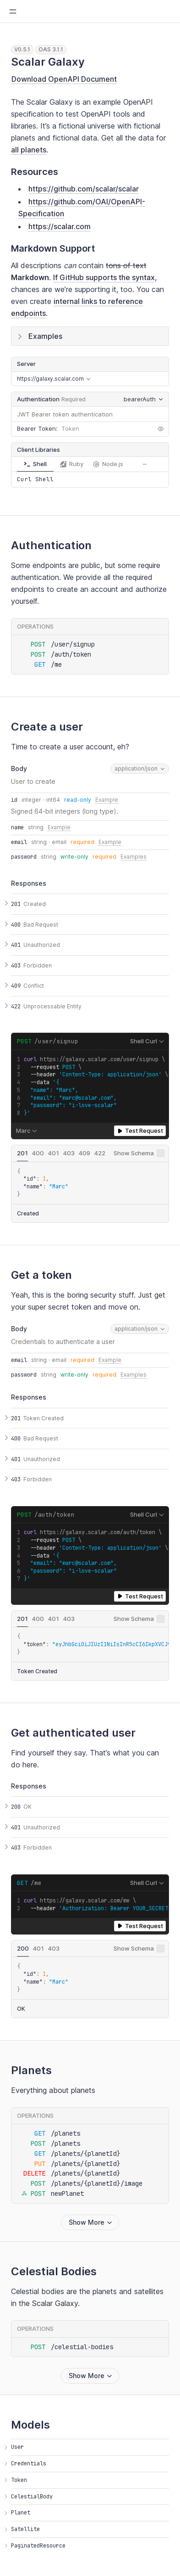 v0.5.1 OAS 3.1.1
Scalar Galaxy
Download OpenAPI Document
The Scalar Galaxy is an example OpenAPI
specification to test OpenAPI tools and
libraries. It's a fictional universe with fictional
planets and fictional data. Get all the data for
all planets.
Resources
• https://github.com/scalar/scalar
• https://github.com/OAI/OpenAPI-
Specification
• https://scalar.com
Markdown Support
All descriptions can contain tons of text
Markdown. If GitHub supports the syntax,
chances are we're supporting it, too. You can
even create internal links to reference
endpoints.
Examples
Server
https://galaxy.scalar.com
Authentication Required bearerAuth
JWT Bearer token authentication
Bearer Token: Token
Client Libraries
Shell Ruby Node.js
Curl Shell
Authentication
Some endpoints are public, but some require
authentication. We provide all the required
endpoints to create an account and authorize
yourself.
OPERATIONS
POST /user/signup
POST /auth/token
GET /me
Create a user
Time to create a user account, eh?
Body application/json
User to create
id integer · int64 read-only Example
name string Example
email string · email required Example
password string write-only required Examples
Responses
201 Created
400 Bad Request
401 Unauthorized
403 Forbidden
409 Conflict
422 Unprocessable Entity
POST /user/signup Shell Curl
1 curl https://galaxy.scalar.com/user/signup \
2 --request POST \
3 --header 'Content-Type: application/json' \
4 --data '{
5 "name": "Marc",
6 "email": "marc@scalar.com",
7 "password": "i-love-scalar"
8 }'
Marc Test Request
201 400 401 403 409 422 Show Schema
{
"id": 1,
"name": "Marc"
}
Created
Get a token
Yeah, this is the boring security stuff. Just get
your super secret token and move on.
Body application/json
Credentials to authenticate a user
email string · email required Example
password string write-only required Examples
Responses
201 Token Created
400 Bad Request
401 Unauthorized
403 Forbidden
POST /auth/token Shell Curl
1 curl https://galaxy.scalar.com/auth/token \
2 --request POST \
3 --header 'Content-Type: application/json' \
4 --data '{
5 "email": "marc@scalar.com",
6 "password": "i-love-scalar"
7 }'
Test Request
201 400 401 403 Show Schema
{
"token": "eyJhbGciOiJIUzI1NiIsInR5cCI6IkpXVCJ9
}
Token Created
Get authenticated user
Find yourself they say. That's what you can
do here.
Responses
200 OK
401 Unauthorized
403 Forbidden
GET /me Shell Curl
1 curl https://galaxy.scalar.com/me \
2 --header 'Authorization: Bearer YOUR_SECRET
Test Request
200 401 403 Show Schema
{
"id": 1,
"name": "Marc"
}
OK
Planets
Everything about planets
OPERATIONS
GET /planets
POST /planets
GET /planets/{planetId}
PUT /planets/{planetId}
DELETE /planets/{planetId}
POST /planets/{planetId}/image
POST newPlanet
Show More
Celestial Bodies
Celestial bodies are the planets and satellites
in the Scalar Galaxy.
OPERATIONS
POST /celestial-bodies
Show More
Models
User
Credentials
Token
CelestialBody
Planet
Satellite
PaginatedResource